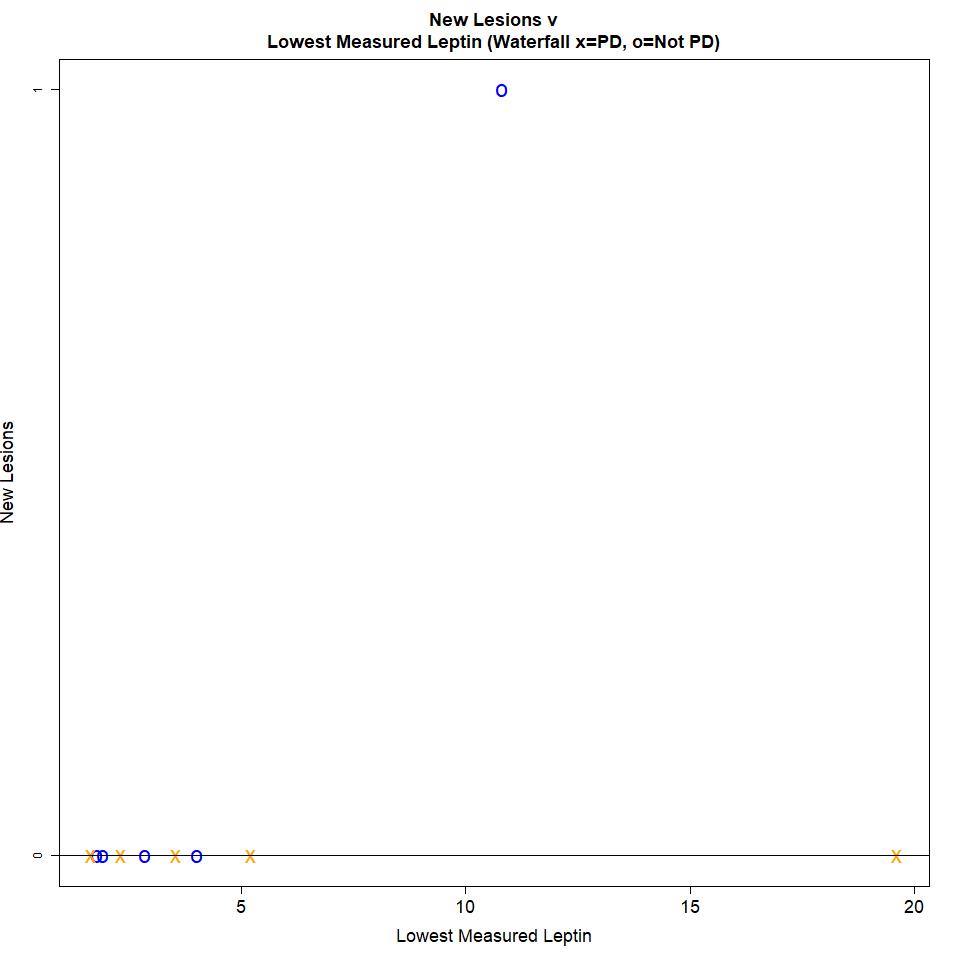 New Lesions v
Lowest Measured Leptin (Waterfall x=PD, o=Not PD)
1
New Lesions
0
x o o x o x o x x
o
5 10 15 20
Lowest Measured Leptin